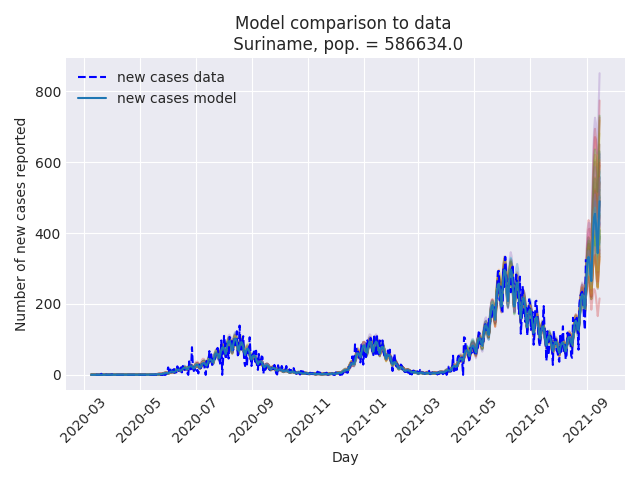 Model comparison to data
Suriname, pop. = 586634.0
new cases data
new cases model
Number of new cases reported
800
600
400
200
0
2020-03
2020-05
2020-07
2020-09
2020-11
2021-01
2021-03
2021-05
2021-07
2021-09
Day